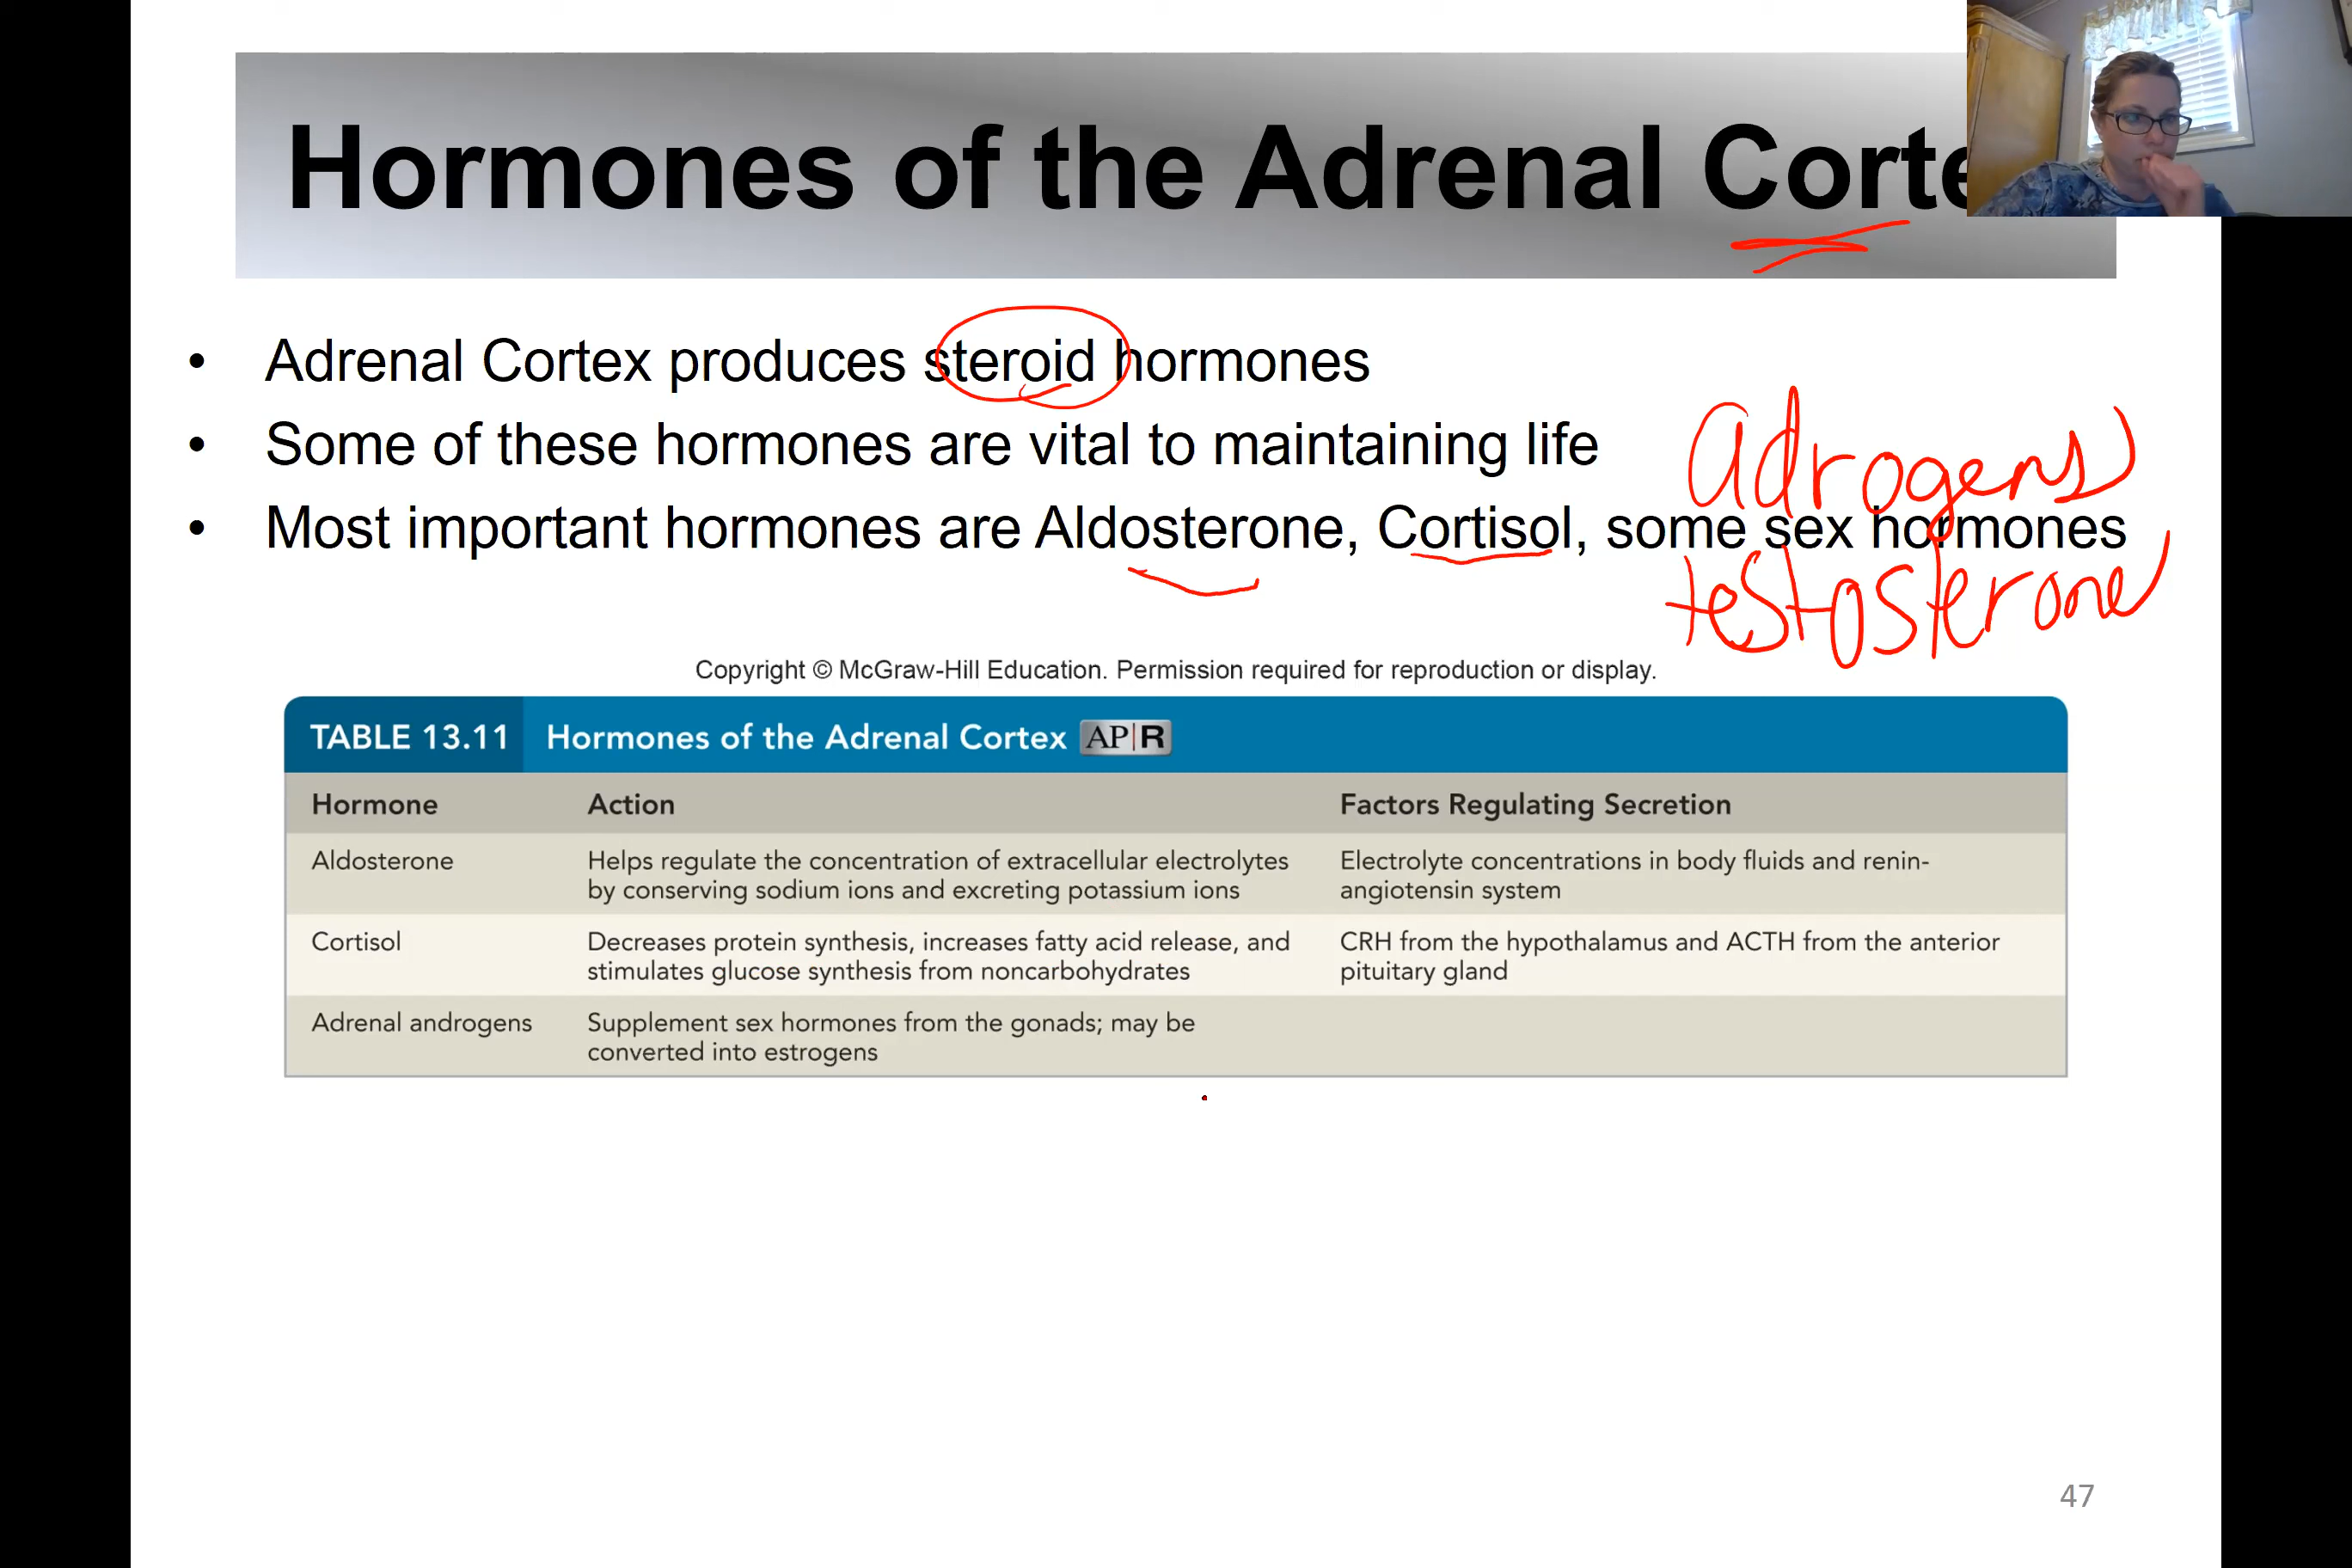 Hormones of the Adrenal Corte
• Adrenal Cortex produces steroid hormones
• Some of these hormones are vital to maintaining life
adrogens
• Most important hormones are Aldosterone, Cortisol, some sex hormones
testosterone
Copyright © McGraw-Hill Education. Permission required for reproduction or display.
TABLE 13.11 Hormones of the Adrenal Cortex AP|R
Hormone Action Factors Regulating Secretion
Aldosterone Helps regulate the concentration of extracellular electrolytes Electrolyte concentrations in body fluids and renin-
by conserving sodium ions and excreting potassium ions angiotensin system
Cortisol Decreases protein synthesis, increases fatty acid release, and CRH from the hypothalamus and ACTH from the anterior
stimulates glucose synthesis from noncarbohydrates pituitary gland
Adrenal androgens Supplement sex hormones from the gonads; may be
converted into estrogens
47